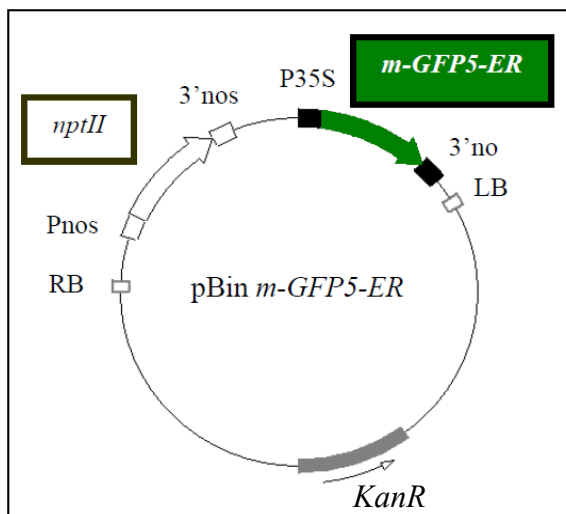 m-GFP5-ER
P35S
3'nos
nptII
3'no
LB
Pnos
RB
pBin m-GFP5-ER
KanR